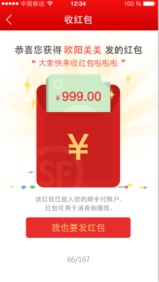 中国移动 12:34 100 %
收红包
恭喜您获得 欧阳美美 发的红包
“ 大家快来收红包啦啦啦 ”
¥999.00
¥
该红包已放入您的顺手付账户,
红包可用于消费和提现.
我也要发红包
66/167